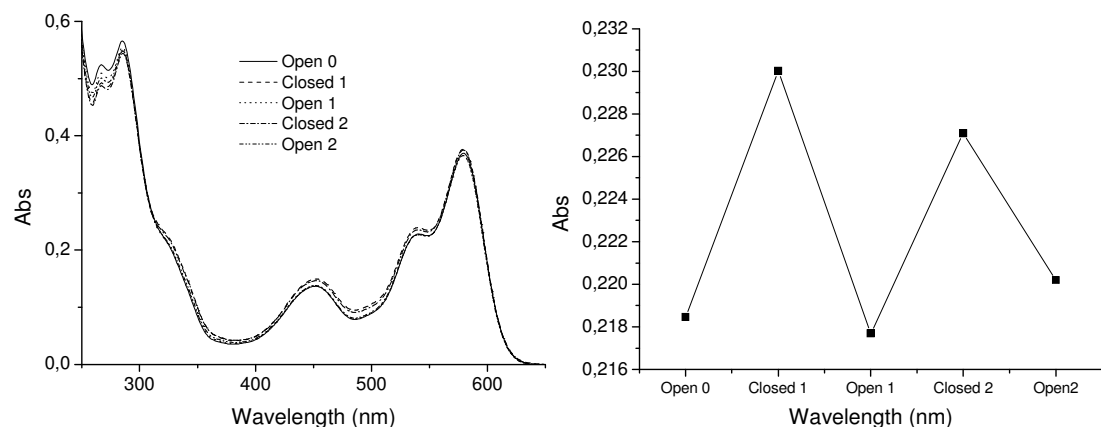 0,6
0,4
0,2
0,0
Abs
Open 0
Closed 1
Open 1
Closed 2
Open 2
300
400
500
600
Wavelength (nm)
0,232
0,230
0,228
0,226
0,224
0,222
0,220
0,218
0,216
Abs
Open 0
Closed 1
Open 1
Closed 2
Open2
Wavelength (nm)